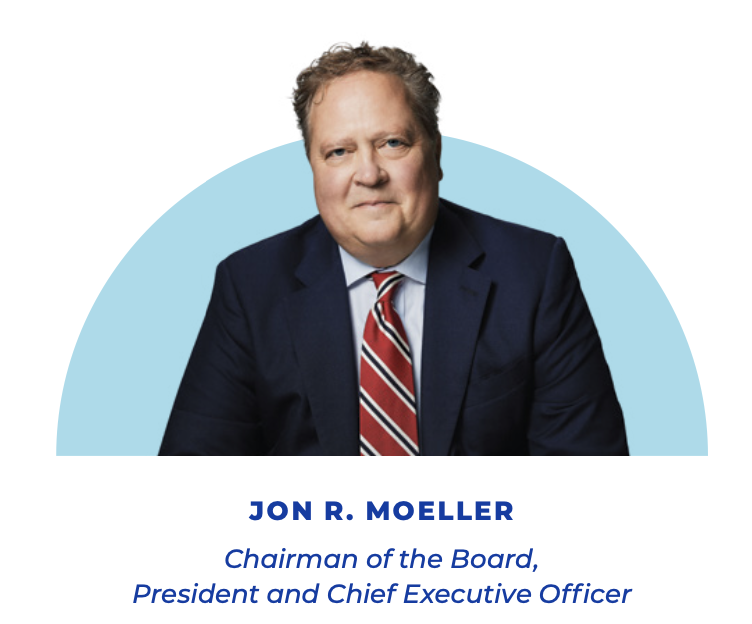 JON R. MOELLER
Chairman of the Board,
President and Chief Executive Officer